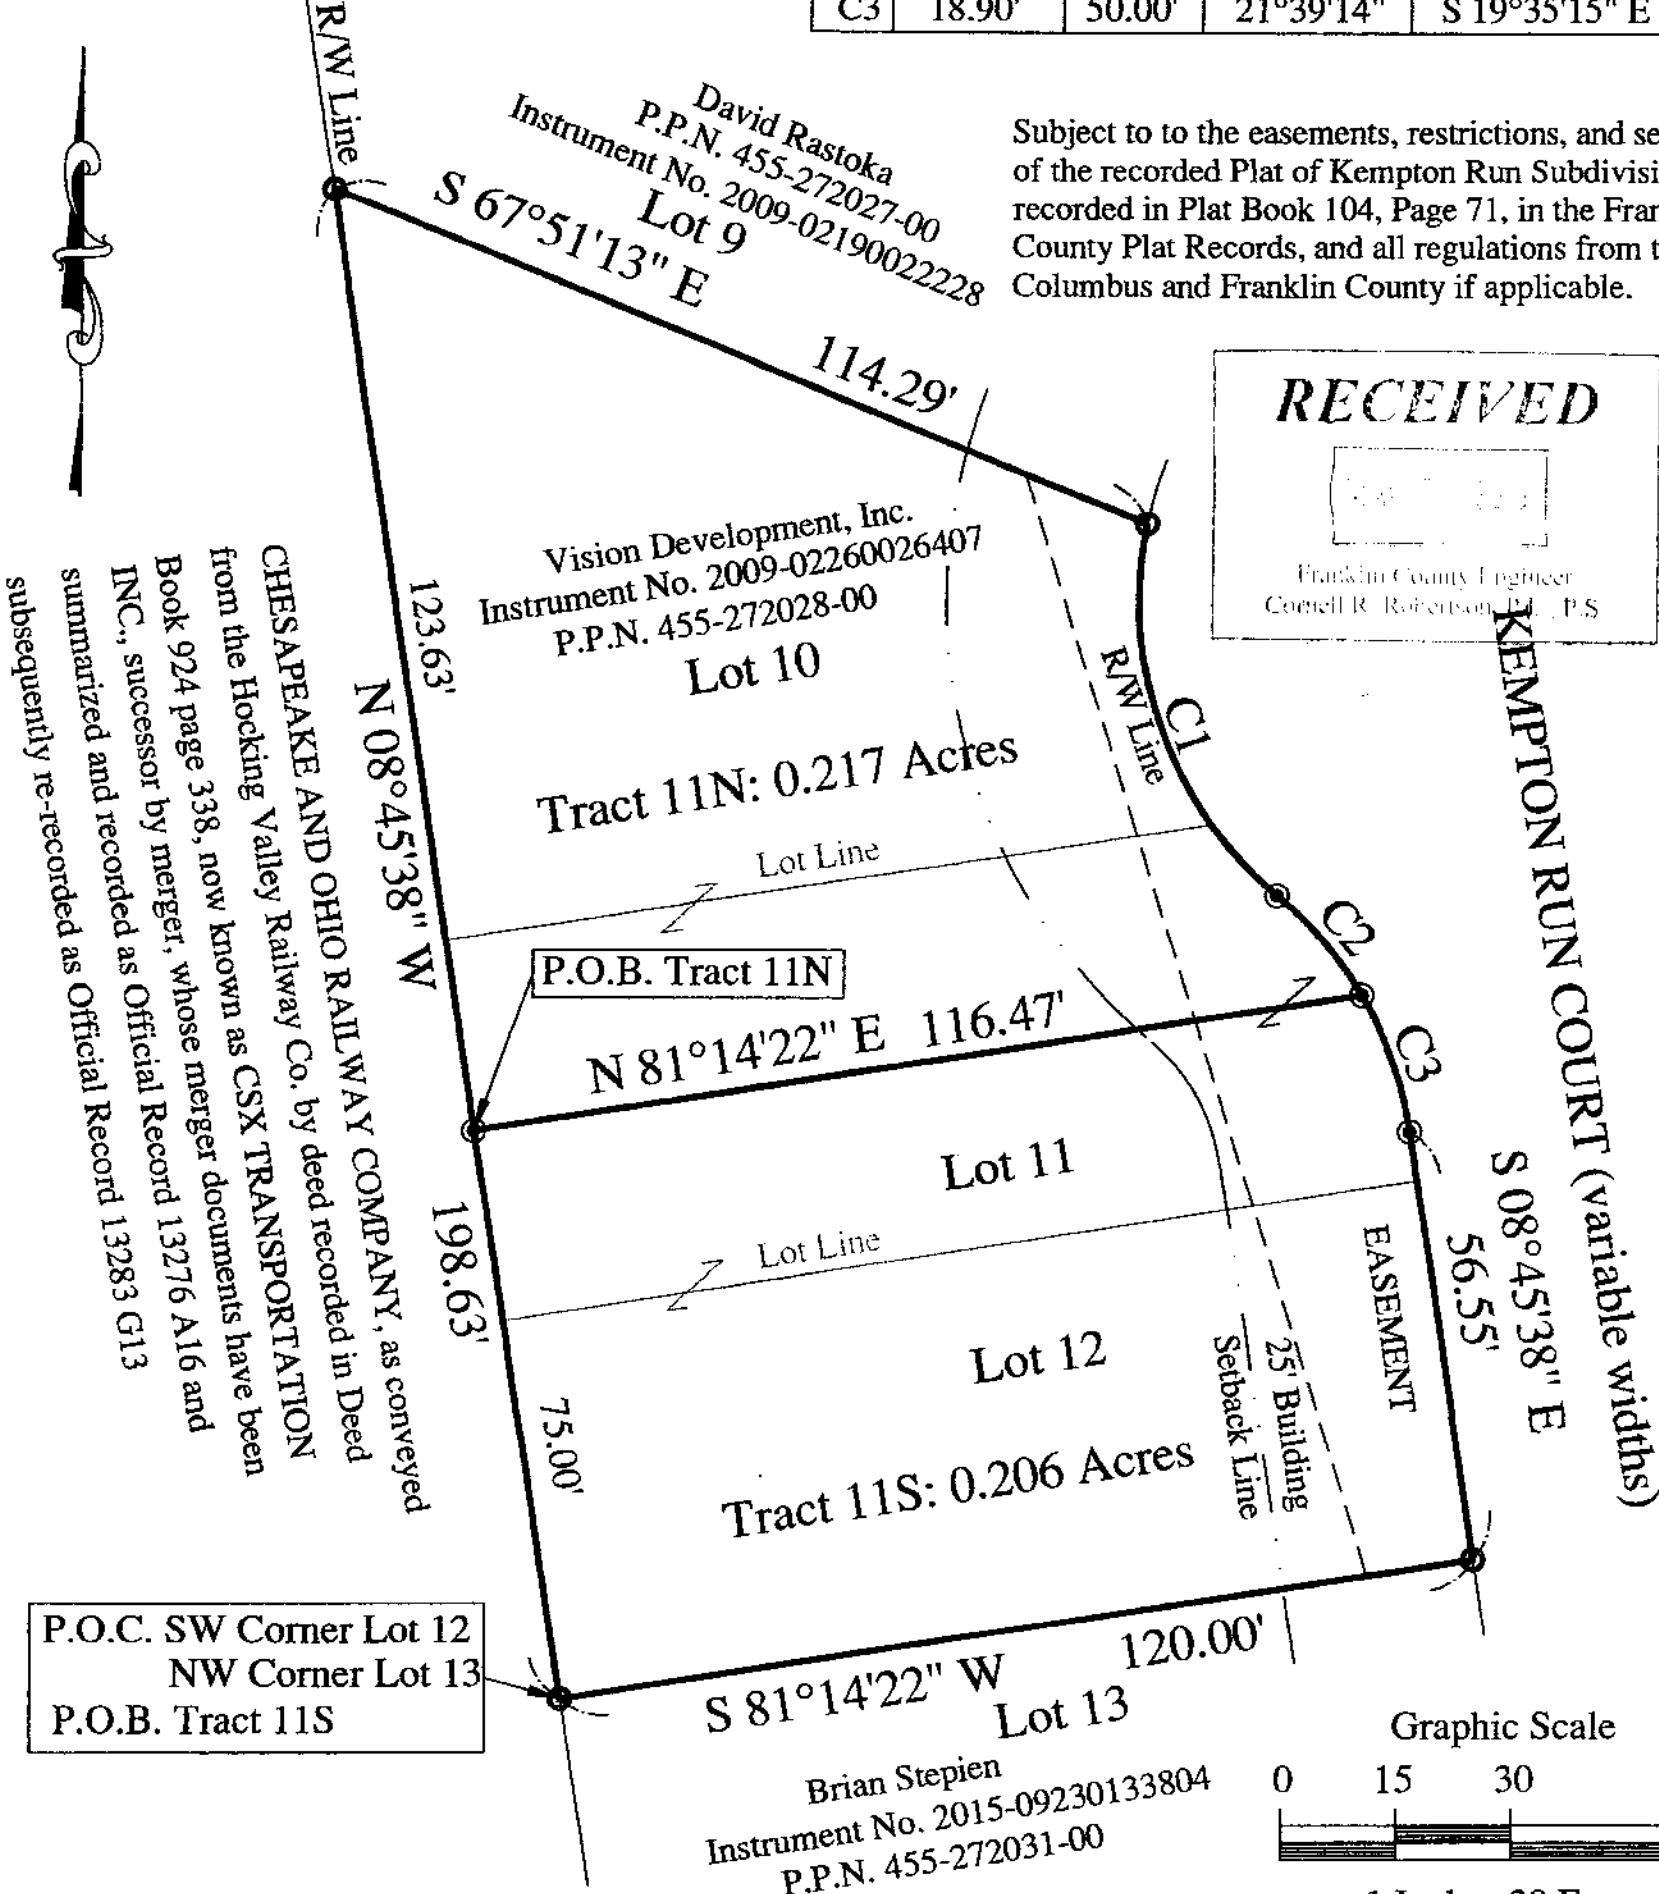 C3 18.90' 50.00' 21°39'14" S 19°35'15" E
R/W Line
David Rastoka
P.P.N. 455-272027-00
Instrument No. 2009-02190022228
Lot 9
S 67°51'13" E
114.29'
Subject to to the easements, restrictions, and se
of the recorded Plat of Kempton Run Subdivisi
recorded in Plat Book 104, Page 71, in the Fran
County Plat Records, and all regulations from t
Columbus and Franklin County if applicable.
RECEIVED
Franklin County Engineer
Cornell R. Robertson, P.E., P.S
Vision Development, Inc.
Instrument No. 2009-02260026407
P.P.N. 455-272028-00
Lot 10
Tract 11N: 0.217 Acres
123.63'
N 08°45'38" W
R/W Line
C1
Lot Line
C2
P.O.B. Tract 11N
N 81°14'22" E 116.47'
C3
KEMPTON RUN COURT (variable widths)
CHESAPEAKE AND OHIO RAILWAY COMPANY, as conveyed
from the Hocking Valley Railway Co. by deed recorded in Deed
Book 924 page 338, now known as CSX TRANSPORTATION
INC., successor by merger, whose merger documents have been
summarized and recorded as Official Record 13276 A16 and
subsequently re-recorded as Official Record 13283 G13
Lot 11
198.63'
Lot Line
S 08°45'38" E
56.55'
EASEMENT
Lot 12
25' Building
Setback Line
75.00'
Tract 11S: 0.206 Acres
P.O.C. SW Corner Lot 12
NW Corner Lot 13
P.O.B. Tract 11S
S 81°14'22" W 120.00'
Lot 13
Brian Stepien
Instrument No. 2015-09230133804
P.P.N. 455-272031-00
Graphic Scale
0 15 30